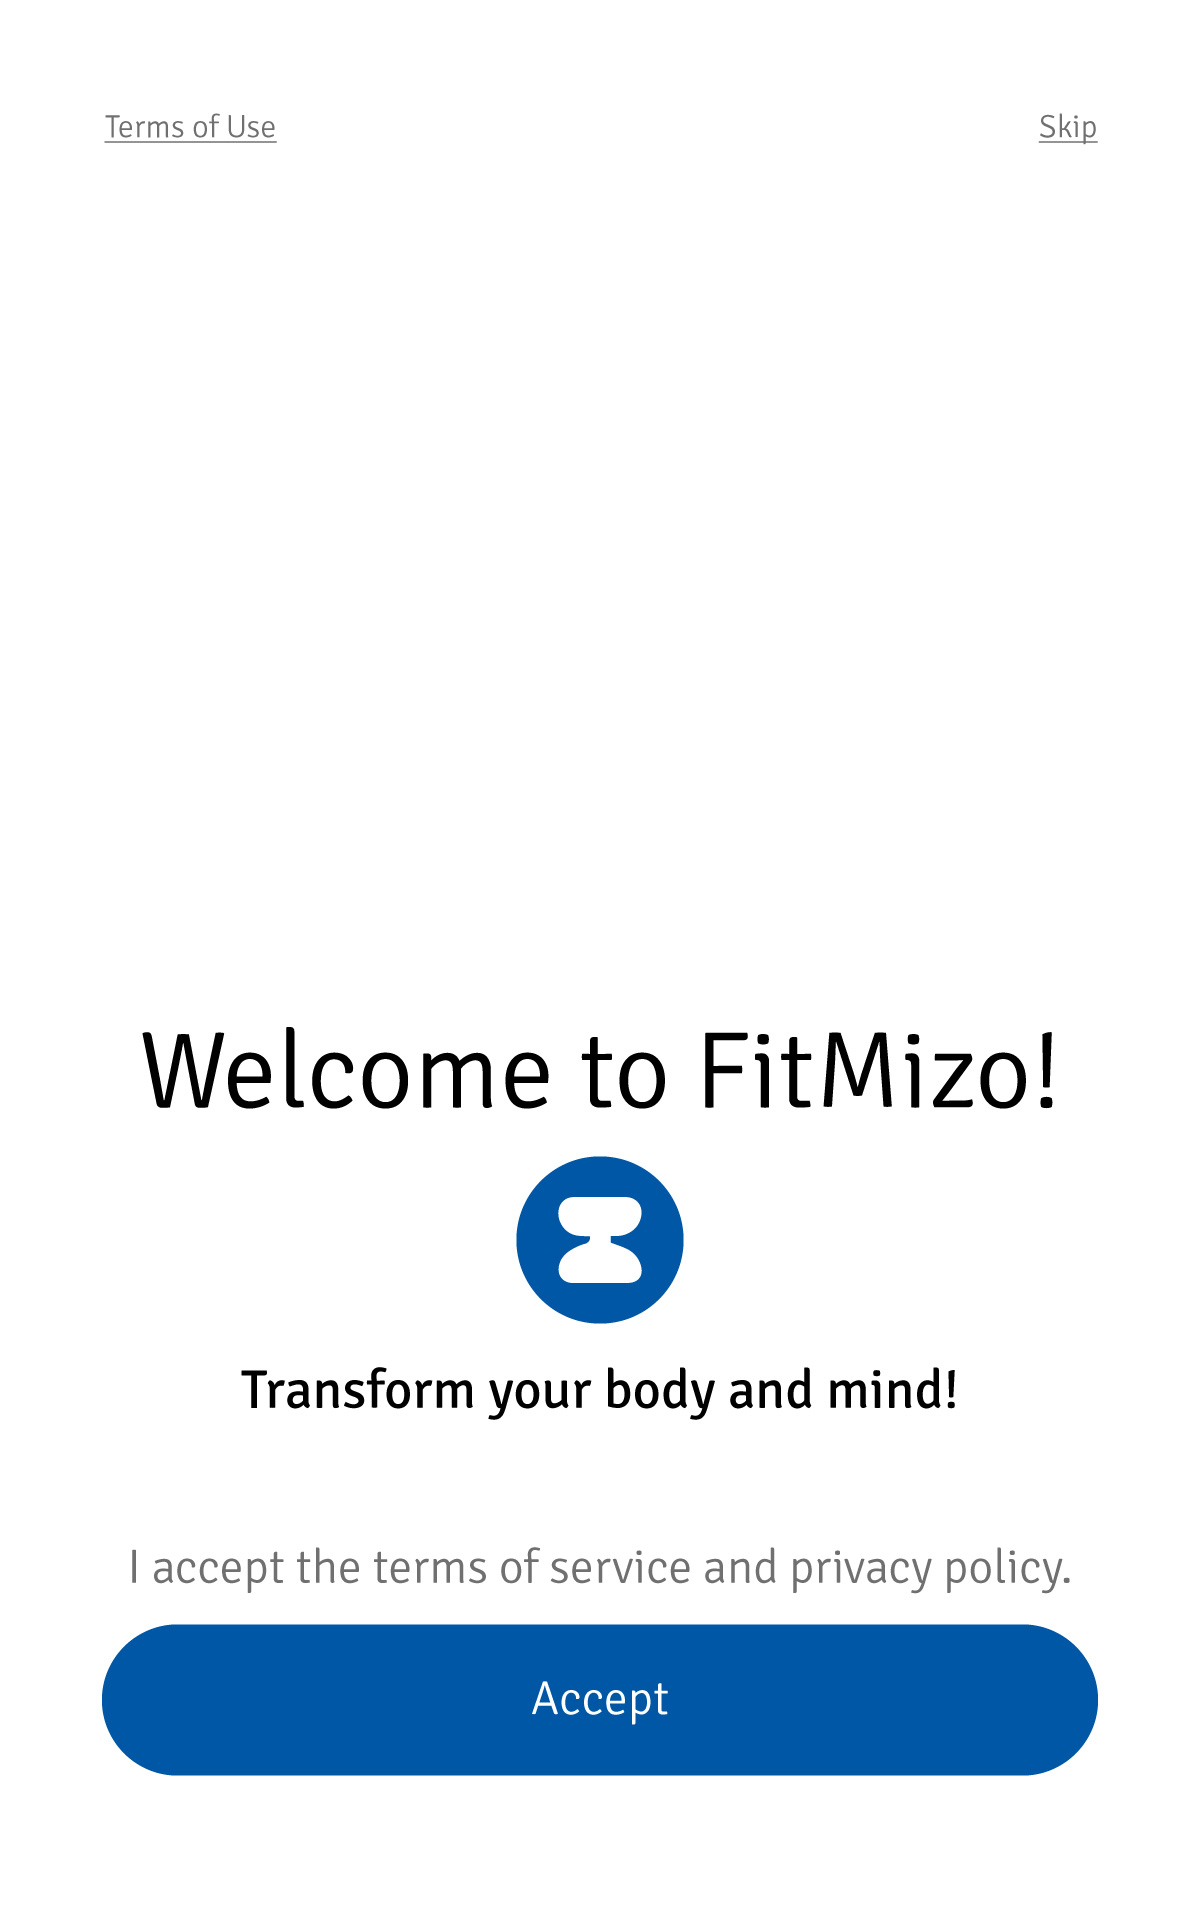 Terms of Use
Skip
Welcome to FitMizo!
Transform your body and mind!
I accept the terms of service and privacy policy.
Accept